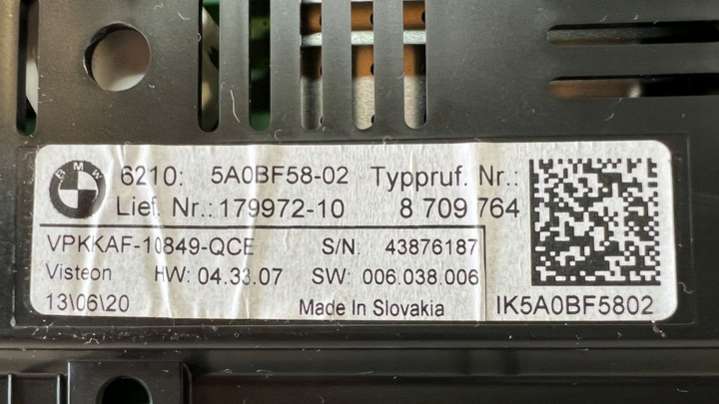 BMW
6210: 5A0BF58-02 Typpruf. Nr.:
Lief. Nr.:179972-10 8 709 764
VPKKAF-10849-QCE S/N: 43876187
Visteon HW: 04.33.07 SW: 006.038.006
13\06\20 Made In Slovakia IK5A0BF5802